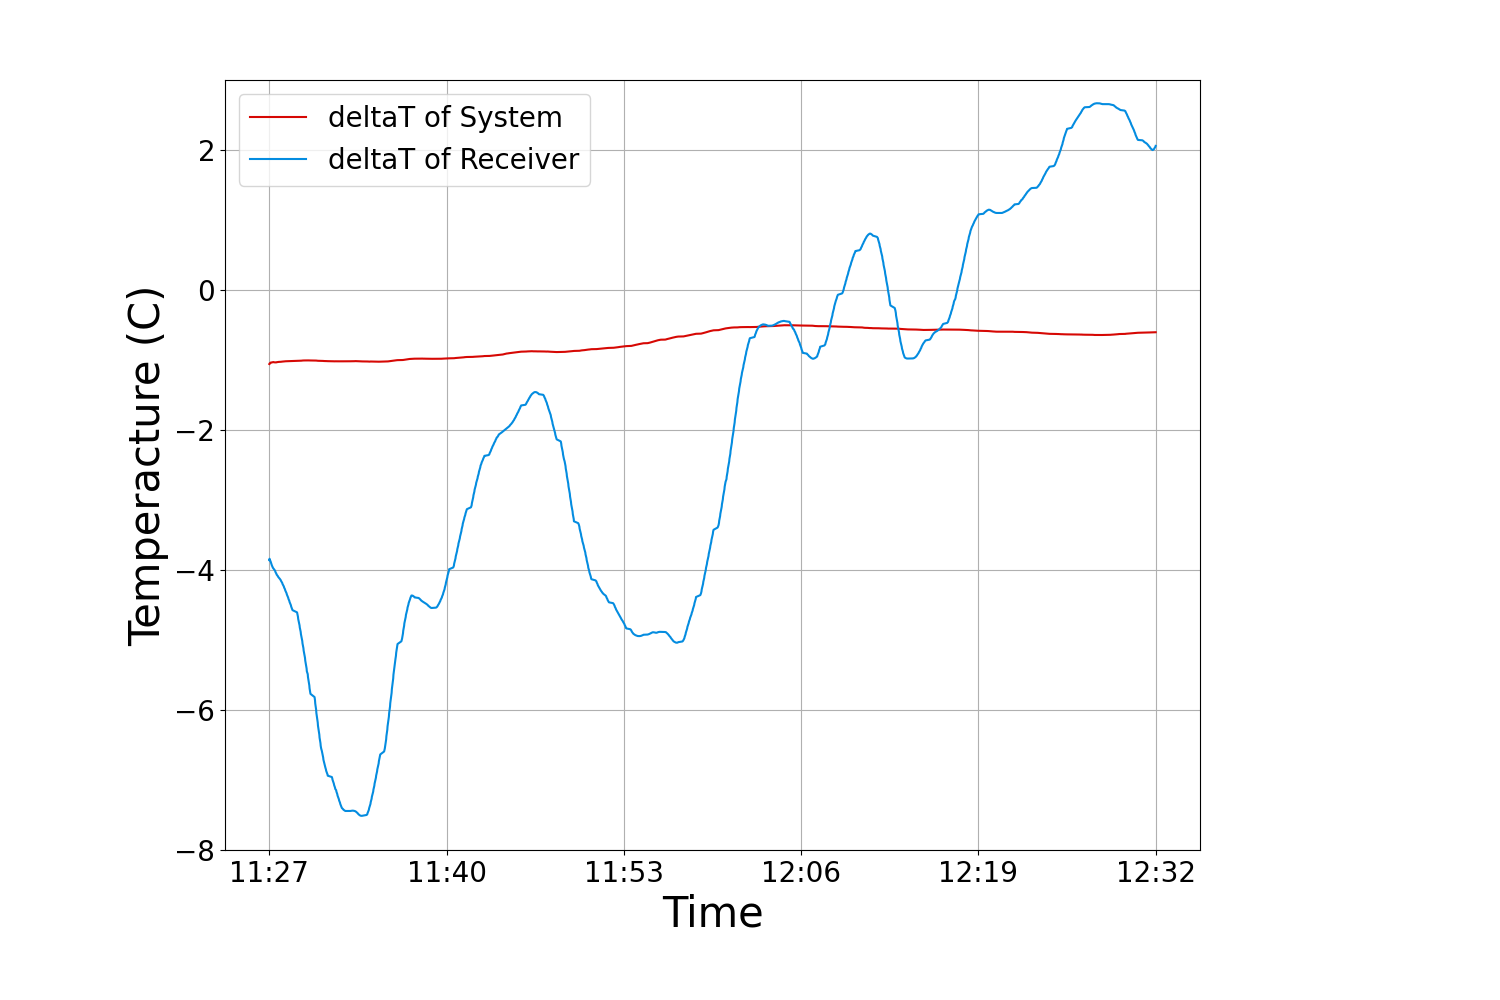 deltaT of System
deltaT of Receiver
Temperacture (C)
2
0
−2
−4
−6
−8
11:27 11:40 11:53 12:06 12:19 12:32
Time